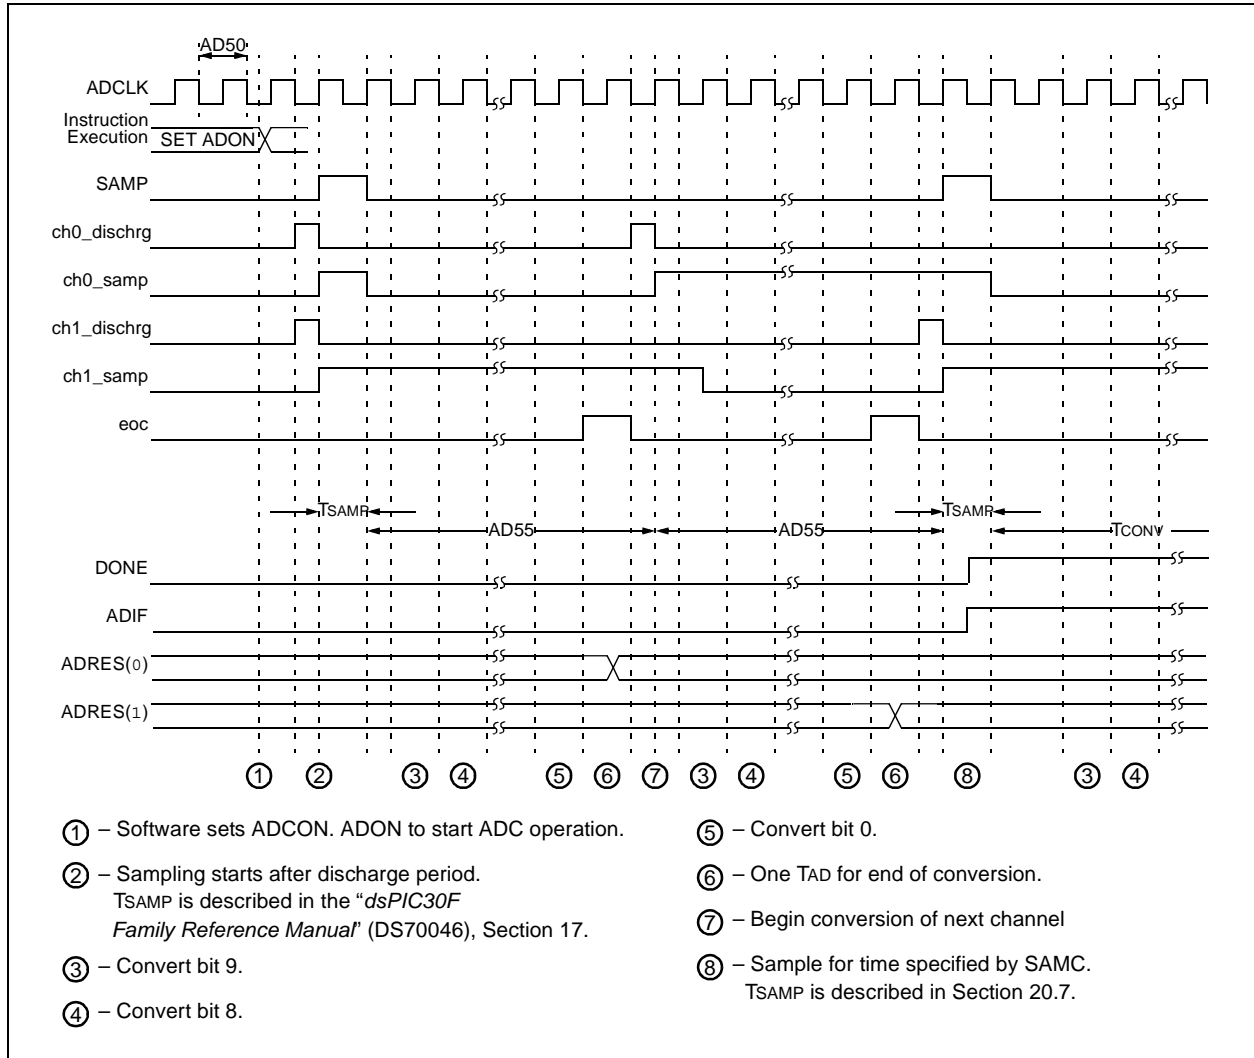 AD50
ADCLK
Instruction
Execution SET ADON
SAMP
ch0_dischrg
ch0_samp
ch1_dischrg
ch1_samp
eoc
TSAMP TSAMP
AD55 AD55 TCONV
DONE
ADIF
ADRES(0)
ADRES(1)
1 2 3 4 5 6 7 3 4 5 6 8 3 4
1 – Software sets ADCON. ADON to start ADC operation.
2 – Sampling starts after discharge period.
TSAMP is described in the “dsPIC30F
Family Reference Manual” (DS70046), Section 17.
3 – Convert bit 9.
4 – Convert bit 8.
5 – Convert bit 0.
6 – One TAD for end of conversion.
7 – Begin conversion of next channel
8 – Sample for time specified by SAMC.
TSAMP is described in Section 20.7.